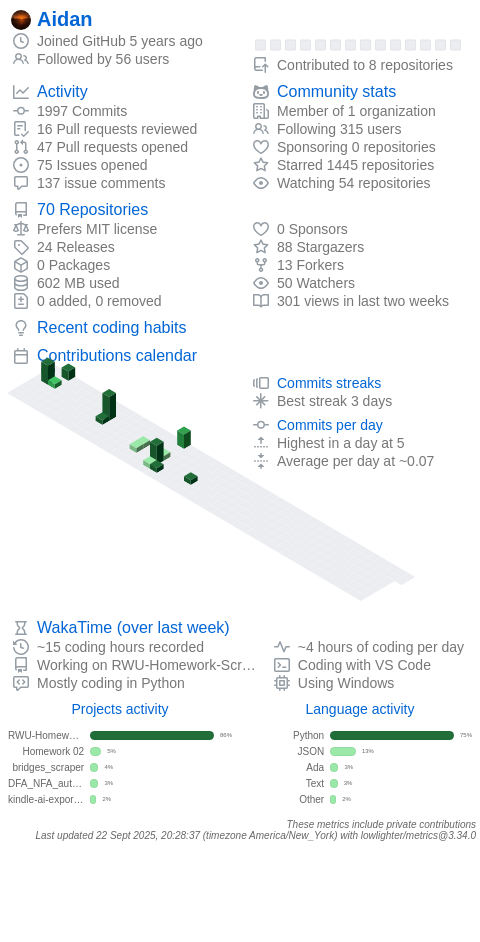 Aidan
Joined GitHub 5 years ago
Followed by 56 users
Contributed to 8 repositories
Activity
1997 Commits
16 Pull requests reviewed
47 Pull requests opened
75 Issues opened
137 issue comments
Community stats
Member of 1 organization
Following 315 users
Sponsoring 0 repositories
Starred 1445 repositories
Watching 54 repositories
70 Repositories
Prefers MIT license
24 Releases
0 Packages
602 MB used
0 added, 0 removed
0 Sponsors
88 Stargazers
13 Forkers
50 Watchers
301 views in last two weeks
Recent coding habits
Contributions calendar
Commits streaks
Best streak 3 days
Commits per day
Highest in a day at 5
Average per day at ~0.07
WakaTime (over last week)
~15 coding hours recorded
Working on RWU-Homework-Scr…
Mostly coding in Python
~4 hours of coding per day
Coding with VS Code
Using Windows
Projects activity
RWU-Homew… 86%
Homework 02 5%
bridges_scraper 4%
DFA_NFA_aut… 3%
kindle-ai-expor… 2%
Language activity
Python 75%
JSON 13%
Ada 3%
Text 3%
Other 2%
These metrics include private contributions
Last updated 22 Sept 2025, 20:28:37 (timezone America/New_York) with lowlighter/metrics@3.34.0